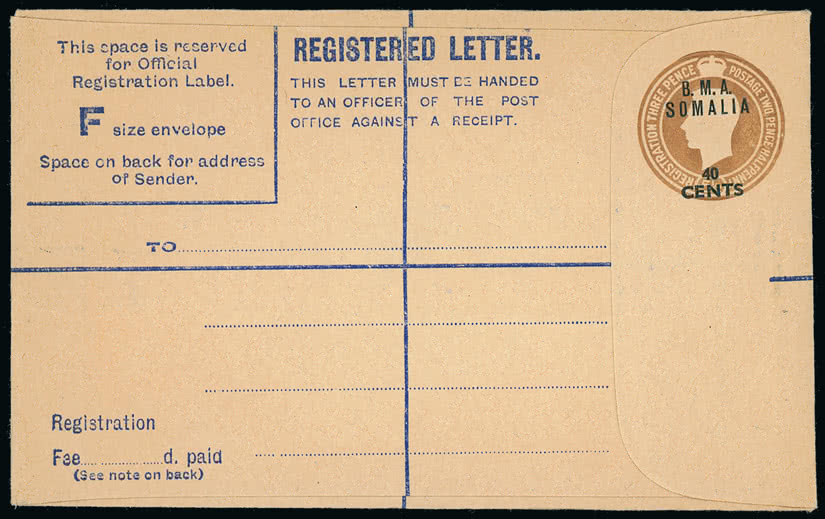 This space is reserved
for Official
Registration Label.
F size envelope
Space on back for address
of Sender.
REGISTERED LETTER.
THIS LETTER MUST BE HANDED
TO AN OFFICER OF THE POST
OFFICE AGAINST A RECEIPT.
REGISTRATION THREE PENCE POSTAGE TWO PENCE HALFPENNY
B. M. A.
SOMALIA
40
CENTS
TO
Registration
Fee d. paid
(See note on back)